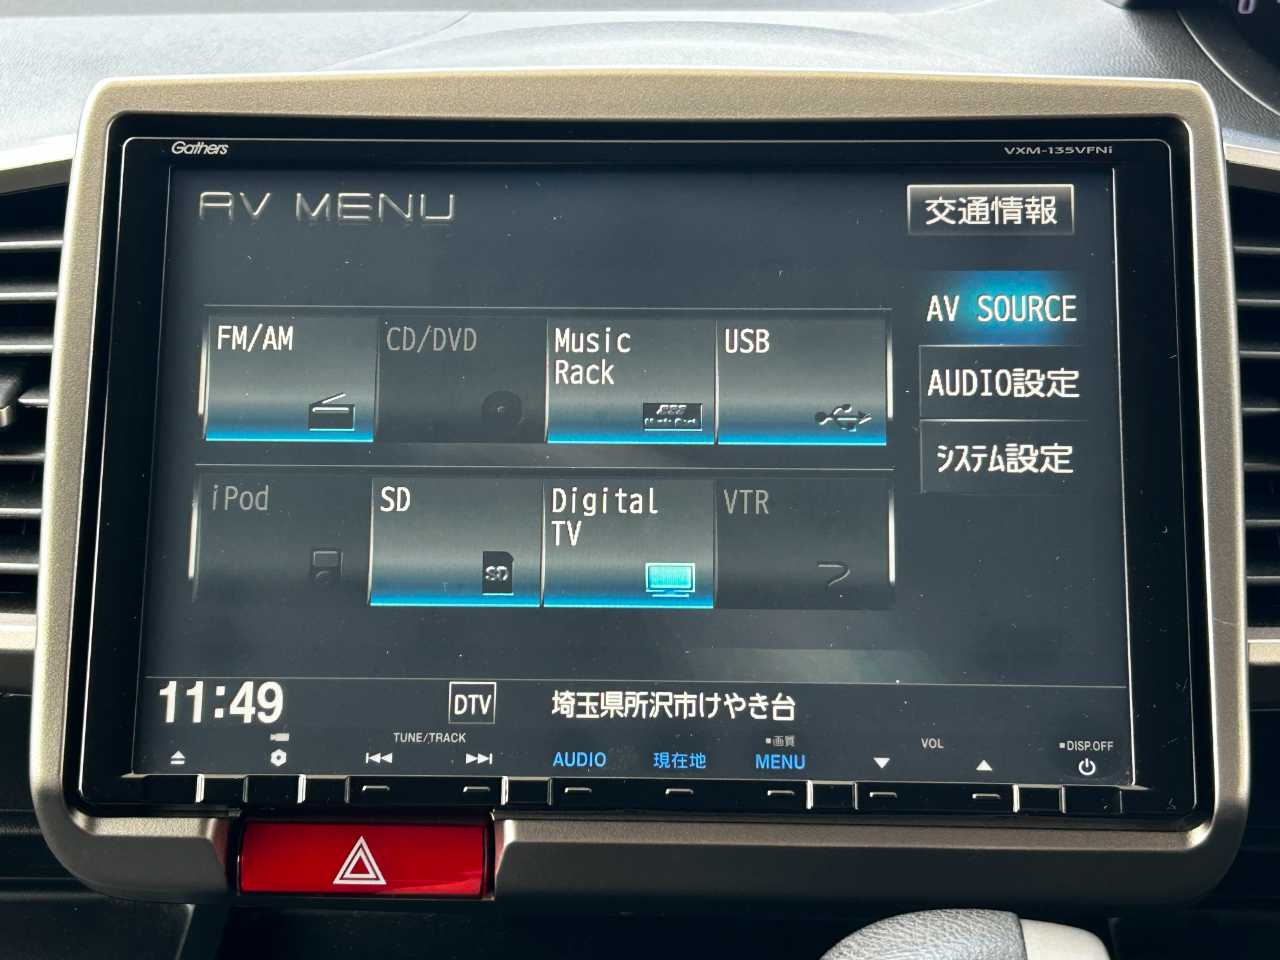 Gathers
VXM-135VFNi
AV MENU
交通情報
AV SOURCE
FM/AM
CD/DVD
Music
Rack
USB
AUDIO設定
システム設定
iPod
SD
SD
Digital
TV
VTR
11:49
DTV
埼玉県所沢市けやき台
TUNE/TRACK
AUDIO
現在地
画質
MENU
VOL
DISP.OFF